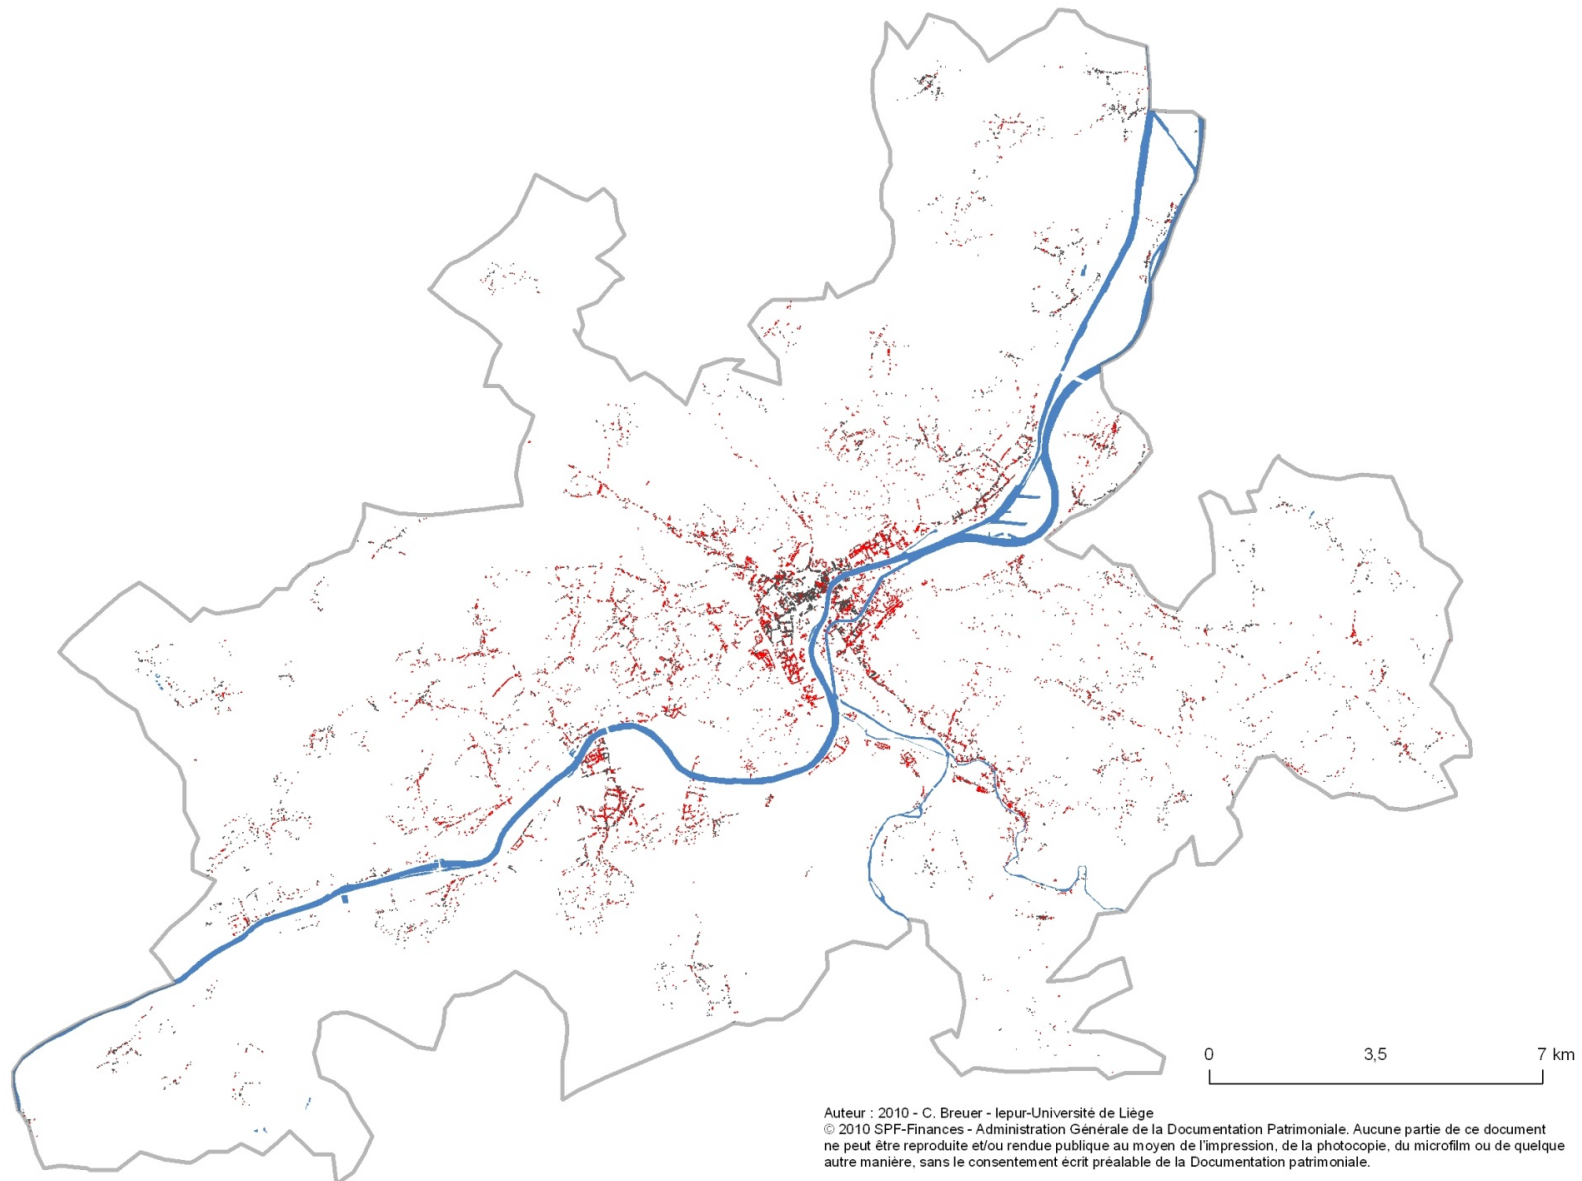 0 3,5 7 km
Auteur : 2010 - C. Breuer - lepur-Université de Liège
© 2010 SPF-Finances - Administration Générale de la Documentation Patrimoniale. Aucune partie de ce document
ne peut être reproduite et/ou rendue publique au moyen de l'impression, de la photocopie, du microfilm ou de quelque
autre manière, sans le consentement écrit préalable de la Documentation patrimoniale.